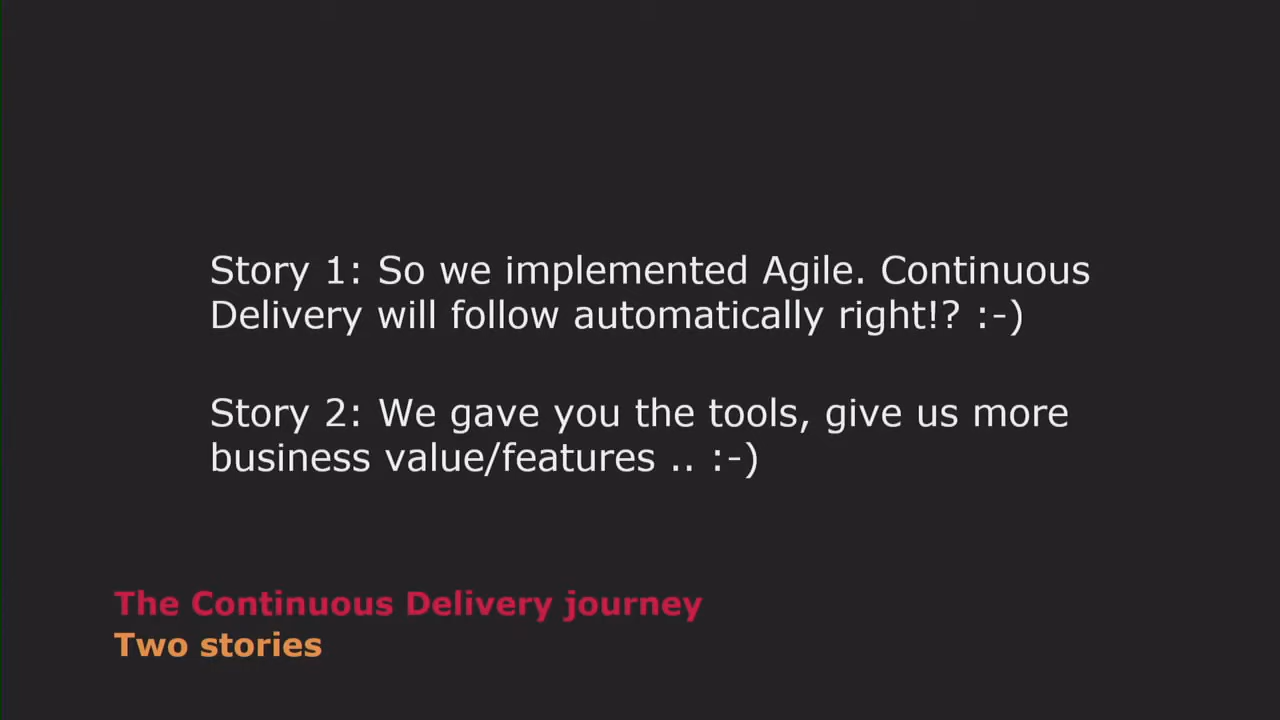 Story 1: So we implemented Agile. Continuous
Delivery will follow automatically right!? :-)
Story 2: We gave you the tools, give us more
business value/features .. :-)
The Continuous Delivery journey
Two stories